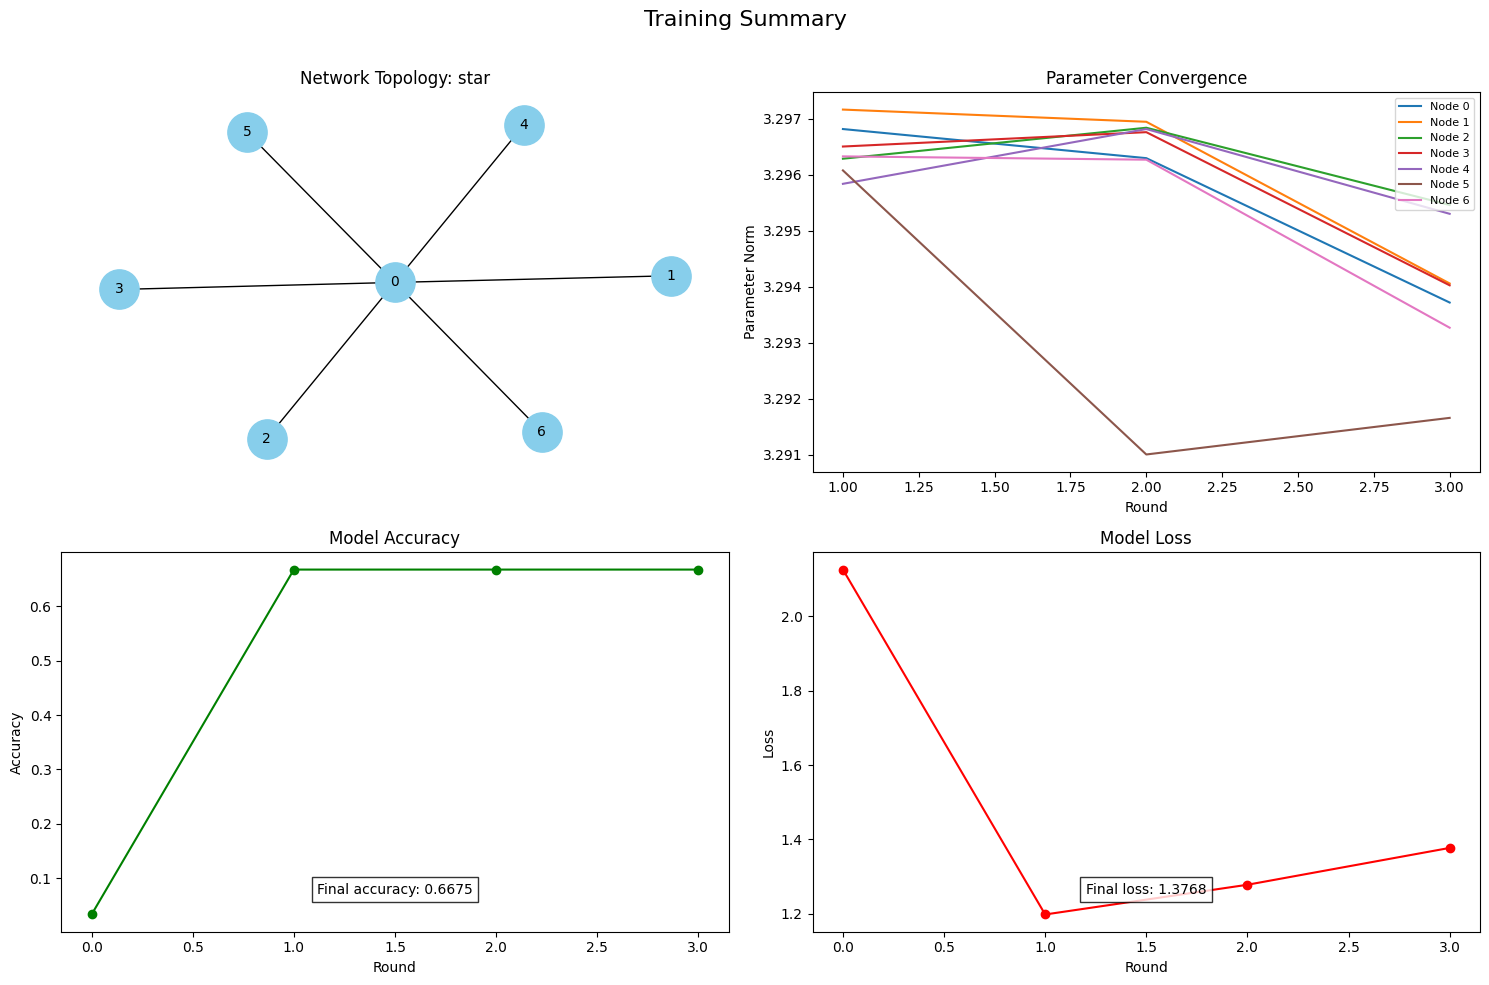 Training Summary
Network Topology: star
5
4
3
0
1
2
6
Parameter Convergence
Parameter Norm
3.297
3.296
3.295
3.294
3.293
3.292
3.291
Node 0
Node 1
Node 2
Node 3
Node 4
Node 5
Node 6
1.00 1.25 1.50 1.75 2.00 2.25 2.50 2.75 3.00
Round
Model Accuracy
Accuracy
0.6
0.5
0.4
0.3
0.2
0.1
Final accuracy: 0.6675
0.0 0.5 1.0 1.5 2.0 2.5 3.0
Round
Model Loss
Loss
2.0
1.8
1.6
1.4
1.2
Final loss: 1.3768
0.0 0.5 1.0 1.5 2.0 2.5 3.0
Round